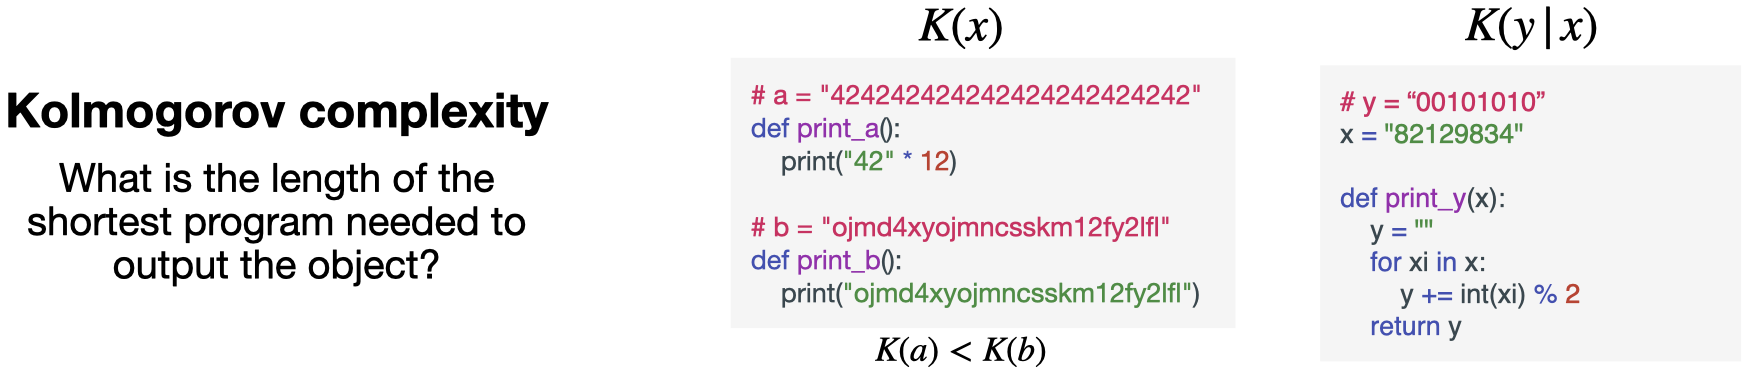 Kolmogorov complexity
What is the length of the
shortest program needed to
output the object?
K(x)
# a = "424242424242424242424242"
def print_a():
print("42" * 12)
# b = "ojmd4xyojmncsskm12fy2lfl"
def print_b():
print("ojmd4xyojmncsskm12fy2lfl")
K(a) < K(b)
K(y | x)
# y = “00101010”
x = "82129834"
def print_y(x):
y = ""
for xi in x:
y += int(xi) % 2
return y